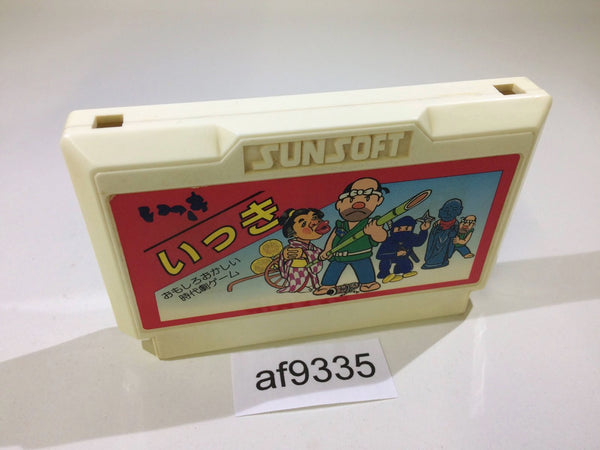 SUNSOFT
いっき
いっき
おもしろおかしい
時代劇ゲーム
af9335